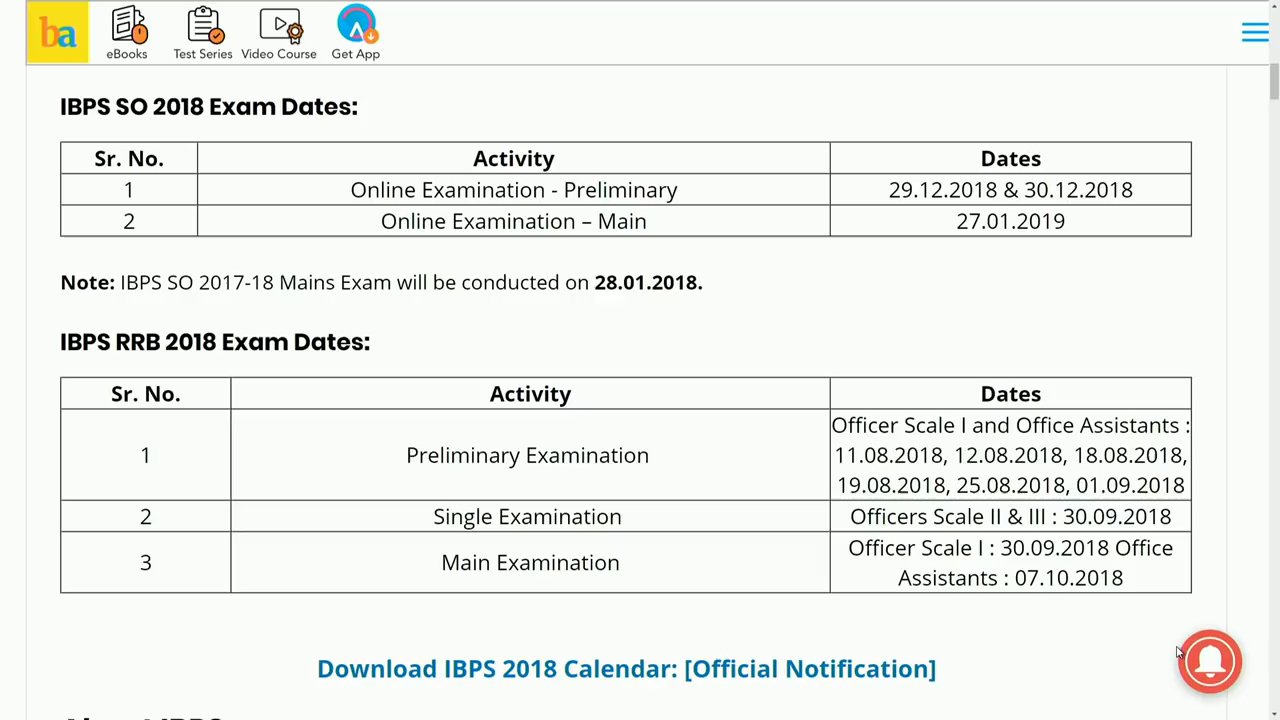 ba
eBooks
Test Series
Video Course
Get App
IBPS SO 2018 Exam Dates:
Sr. No. Activity Dates
1 Online Examination - Preliminary 29.12.2018 & 30.12.2018
2 Online Examination – Main 27.01.2019
Note: IBPS SO 2017-18 Mains Exam will be conducted on 28.01.2018.
IBPS RRB 2018 Exam Dates:
Sr. No. Activity Dates
1 Preliminary Examination Officer Scale I and Office Assistants :
11.08.2018, 12.08.2018, 18.08.2018,
19.08.2018, 25.08.2018, 01.09.2018
2 Single Examination Officers Scale II & III : 30.09.2018
3 Main Examination Officer Scale I : 30.09.2018 Office
Assistants : 07.10.2018
Download IBPS 2018 Calendar: [Official Notification]